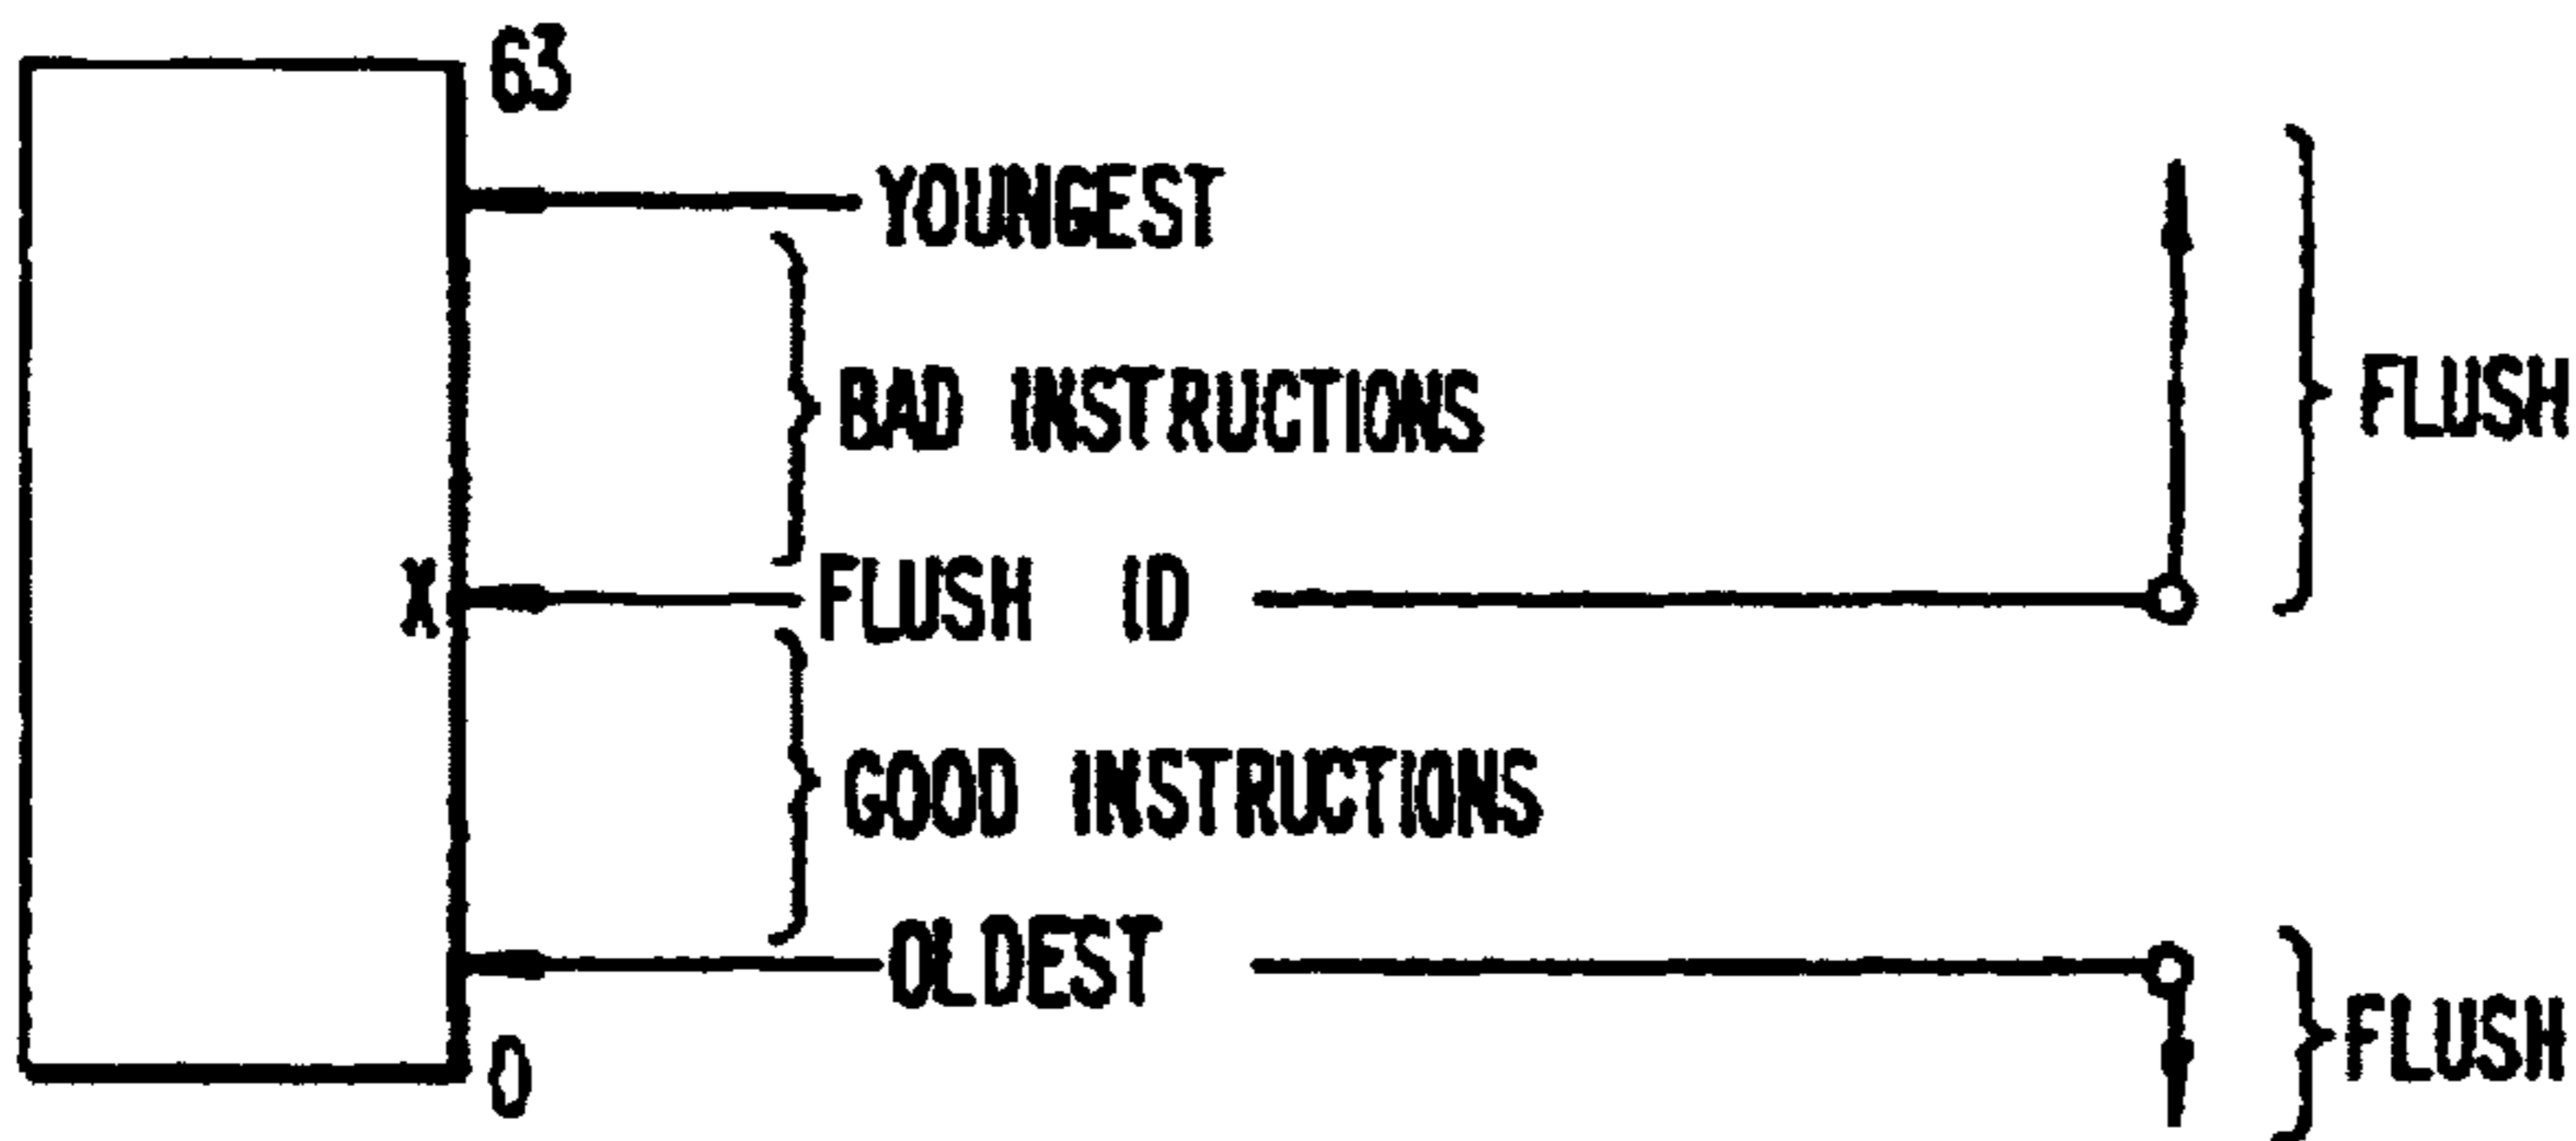 63
YOUNGEST
BAD INSTRUCTIONS
FLUSH
X
FLUSH ID
GOOD INSTRUCTIONS
OLDEST
FLUSH
0